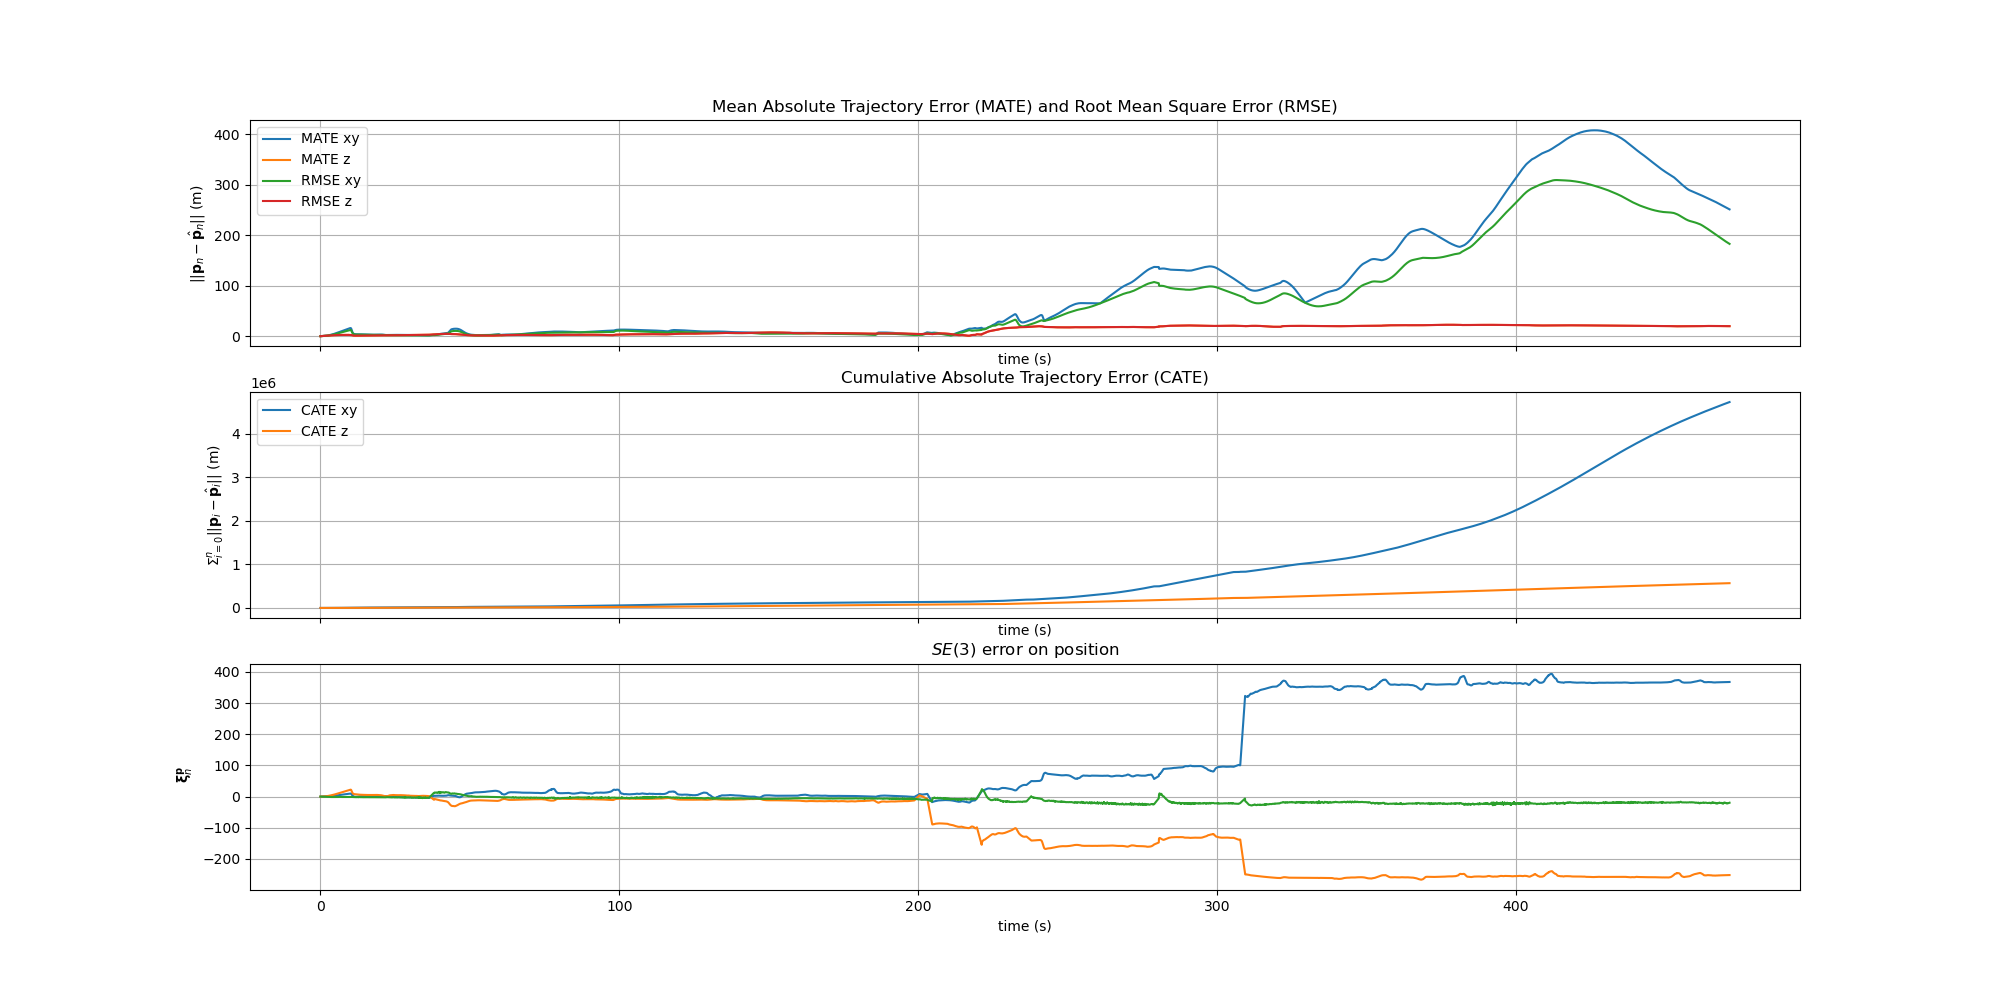 Mean Absolute Trajectory Error (MATE) and Root Mean Square Error (RMSE)
||𝐩ₙ − 𝐩̂ₙ|| (m)
400
300
200
100
0
MATE xy
MATE z
RMSE xy
RMSE z
time (s)
Cumulative Absolute Trajectory Error (CATE)
1e6
Σⁿᵢ₌₀||𝐩ᵢ − 𝐩̂ᵢ|| (m)
4
3
2
1
0
CATE xy
CATE z
time (s)
SE(3) error on position
𝛏ₙᵖ
400
300
200
100
0
−100
−200
0 100 200 300 400
time (s)